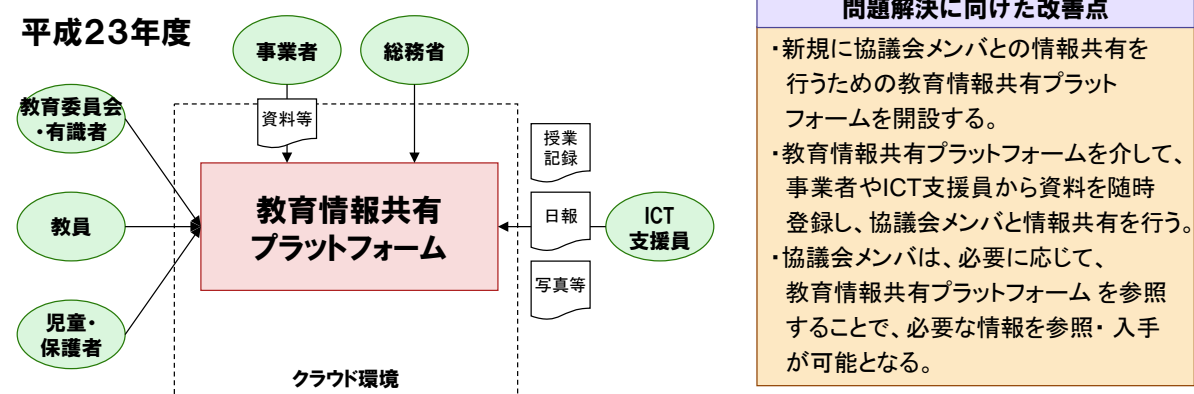 平成23年度
事業者
総務省
教育委員会
・有識者
資料等
授業
記録
教育情報共有
プラットフォーム
教員
日報
ICT
支援員
写真等
児童・
保護者
クラウド環境
問題解決に向けた改善点
・新規に協議会メンバとの情報共有を
行うための教育情報共有プラット
フォームを開設する。
・教育情報共有プラットフォームを介して、
事業者やICT支援員から資料を随時
登録し、協議会メンバと情報共有を行う。
・協議会メンバは、必要に応じて、
教育情報共有プラットフォーム を参照
することで、必要な情報を参照・ 入手
が可能となる。